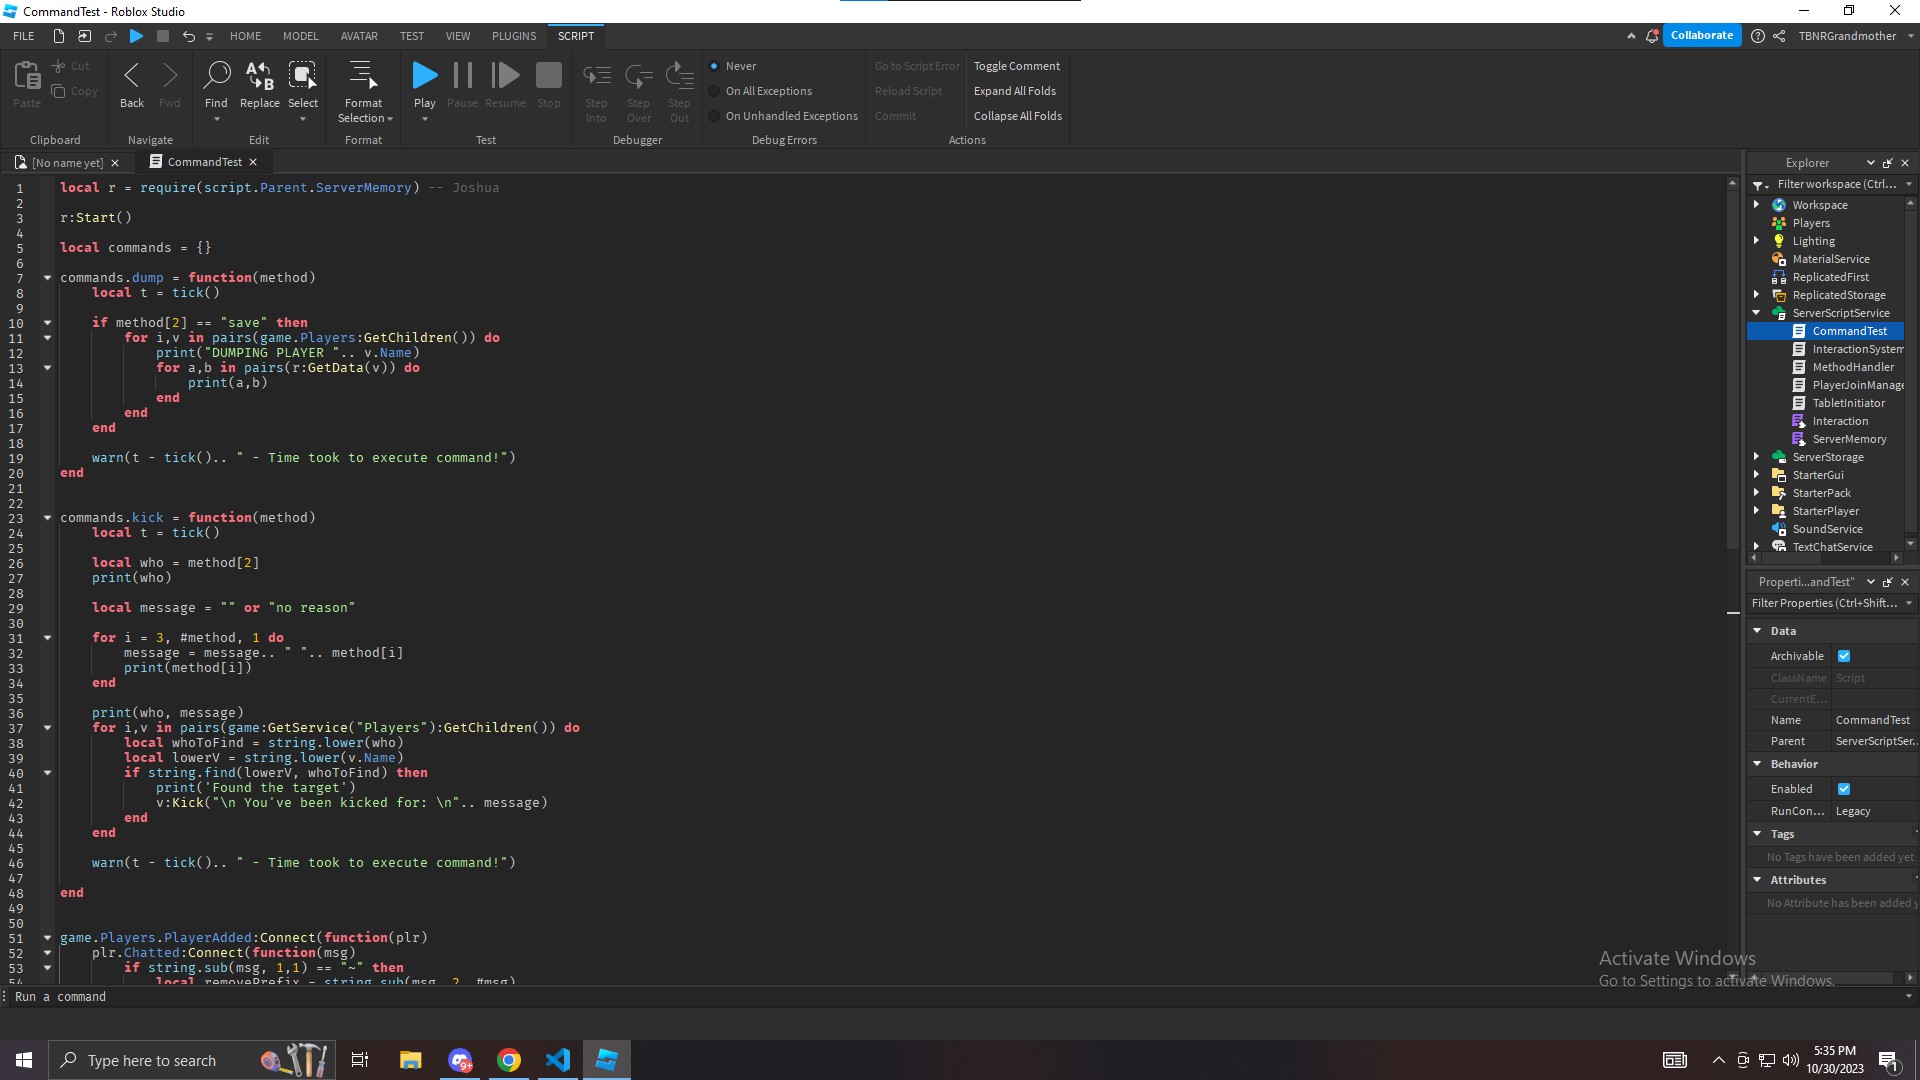 CommandTest - Roblox Studio
FILE HOME MODEL AVATAR TEST VIEW PLUGINS SCRIPT Collaborate TBNRGrandmother
Paste Cut Copy Clipboard
Back Fwd Navigate
Find Replace Select Edit
Format Selection Format
Play Pause Resume Stop Test
Step Into Step Over Step Out Debugger
Never
On All Exceptions
On Unhandled Exceptions
Debug Errors
Go to Script Error Toggle Comment
Reload Script Expand All Folds
Commit Collapse All Folds
Actions
[No name yet] CommandTest
1 local r = require(script.Parent.ServerMemory) -- Joshua
2
3 r:Start()
4
5 local commands = {}
6
7 commands.dump = function(method)
8 local t = tick()
9
10 if method[2] == "save" then
11 for i,v in pairs(game.Players:GetChildren()) do
12 print("DUMPING PLAYER ".. v.Name)
13 for a,b in pairs(r:GetData(v)) do
14 print(a,b)
15 end
16 end
17 end
18
19 warn(t - tick().. " - Time took to execute command!")
20 end
21
22
23 commands.kick = function(method)
24 local t = tick()
25
26 local who = method[2]
27 print(who)
28
29 local message = "" or "no reason"
30
31 for i = 3, #method, 1 do
32 message = message.. " ".. method[i]
33 print(method[i])
34 end
35
36 print(who, message)
37 for i,v in pairs(game:GetService("Players"):GetChildren()) do
38 local whoToFind = string.lower(who)
39 local lowerV = string.lower(v.Name)
40 if string.find(lowerV, whoToFind) then
41 print('Found the target')
42 v:Kick("\n You've been kicked for: \n".. message)
43 end
44 end
45
46 warn(t - tick().. " - Time took to execute command!")
47
48 end
49
50
51 game.Players.PlayerAdded:Connect(function(plr)
52 plr.Chatted:Connect(function(msg)
53 if string.sub(msg, 1,1) == "~" then
54 local removePrefix = string.sub(msg, 2, #msg)
Run a command
Explorer
Filter workspace (Ctrl...
Workspace
Players
Lighting
MaterialService
ReplicatedFirst
ReplicatedStorage
ServerScriptService
CommandTest
InteractionSystem
MethodHandler
PlayerJoinManage
TabletInitiator
Interaction
ServerMemory
ServerStorage
StarterGui
StarterPack
StarterPlayer
SoundService
TextChatService
Properti...andTest"
Filter Properties (Ctrl+Shift...
Data
Archivable
ClassName Script
CurrentE...
Name CommandTest
Parent ServerScriptSer...
Behavior
Enabled
RunCon... Legacy
Tags
No Tags have been added yet
Attributes
No Attribute has been added y
Activate Windows
Go to Settings to activate Windows.
Type here to search
9+
5:35 PM
10/30/2023
1